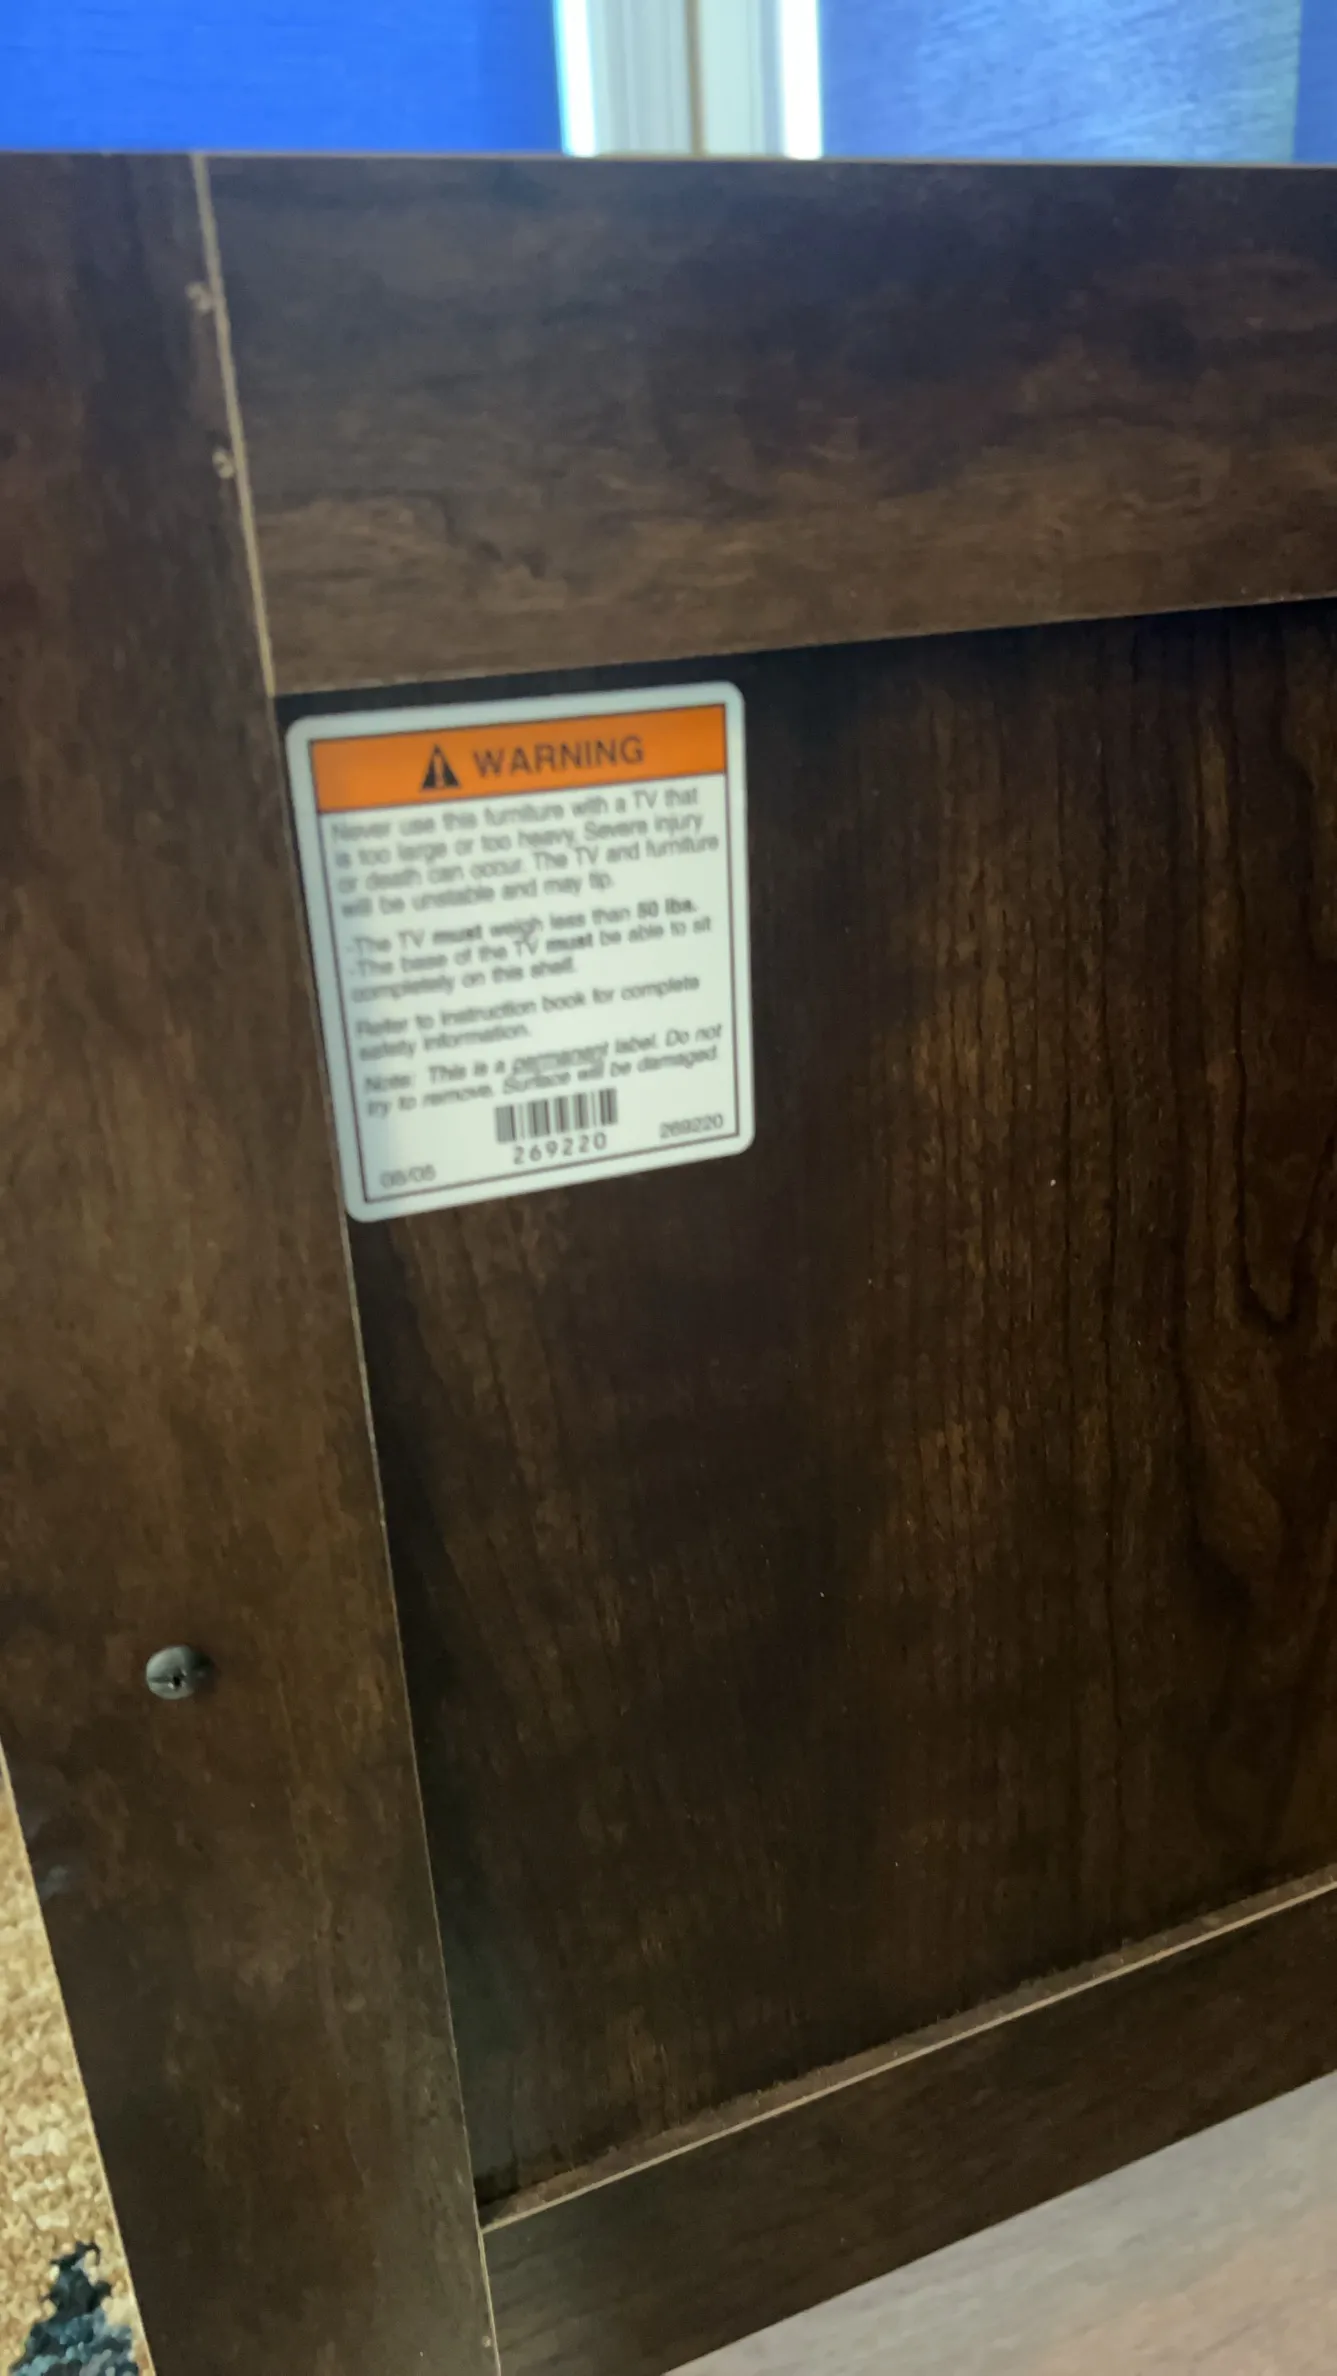 WARNING
Never use this furniture with a TV that
is too large or too heavy. Severe injury
or death can occur. The TV and furniture
will be unstable and may tip.
-The TV must weigh less than 50 lbs.
-The base of the TV must be able to sit
completely on this shelf.
Refer to instruction book for complete
safety information.
Note: This is a permanent label. Do not
try to remove. Surface will be damaged.
269220
269220